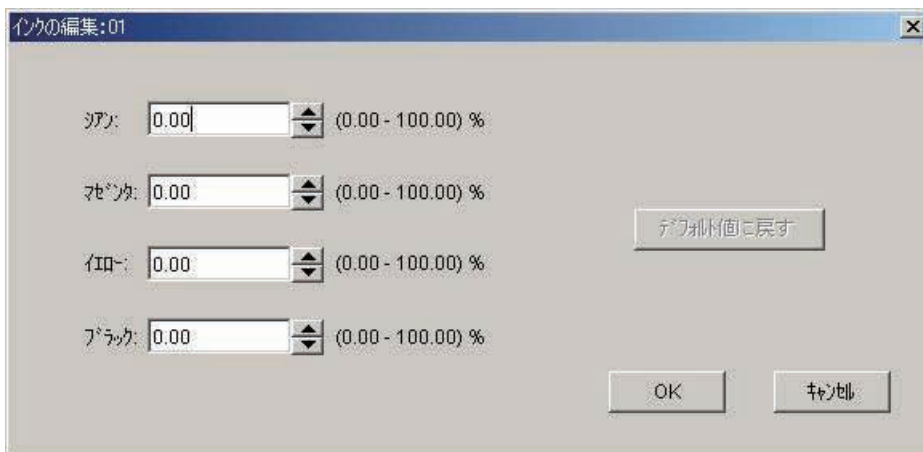 インクの編集:01
ｼｱﾝ: 0.00 (0.00 - 100.00) %
ﾏｾﾞﾝﾀ: 0.00 (0.00 - 100.00) %
ﾃﾞﾌｫﾙﾄ値に戻す
ｲｴﾛｰ: 0.00 (0.00 - 100.00) %
ﾌﾞﾗｯｸ: 0.00 (0.00 - 100.00) %
OK ｷｬﾝｾﾙ